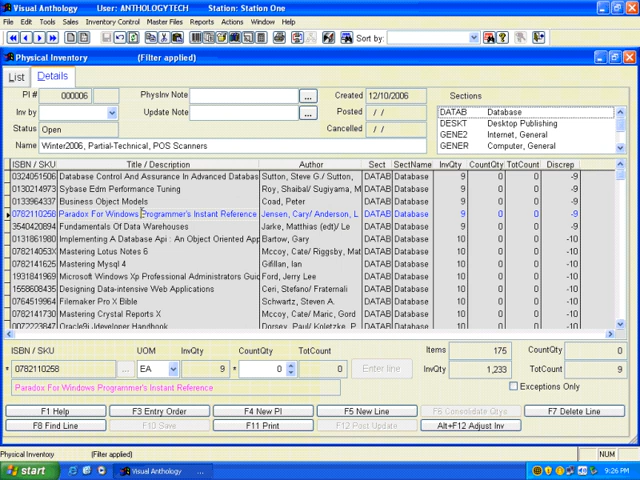 Visual Anthology User: ANTHOLOGYTECH Station: Station One
File Edit Tools Sales Inventory Control Master Files Reports Actions Window Help
Sort by:
Physical Inventory (Filter applied)
List Details
PI # 000006 PhysInv Note ... Created 12/10/2006 Sections
Inv by Update Note ... Posted / /
Status Open Cancelled / /
Name Winter2006, Partial-Technical, POS Scanners
DATAB Database
DESKT Desktop Publishing
GENE2 Internet, General
GENER Computer, General
ISBN / SKU Title / Description Author Sect SectName InvQty CountQty TotCount Discrep
0324051506 Database Control And Assurance In Advanced Databas Sutton, Steve G./ Sutton, DATAB Database 9 0 0 -9
0130214973 Sybase Edm Performance Tuning Roy, Shaibal/ Sugiyama, M DATAB Database 9 0 0 -9
0133964337 Business Object Models Coad, Peter DATAB Database 9 0 0 -9
0782110258 Paradox For Windows Programmer's Instant Reference Jensen, Cary/ Anderson, L DATAB Database 9 0 0 -9
3540420894 Fundamentals Of Data Warehouses Jarke, Matthias (edt)/ Le DATAB Database 9 0 0 -9
0131861980 Implementing A Database Api : An Object Oriented App Bartow, Gary DATAB Database 10 0 0 -10
078214053X Mastering Lotus Notes 6 Mccoy, Cate/ Riggsby, Mat DATAB Database 10 0 0 -10
0782141625 Mastering Mysql 4 Gifillan, Ian DATAB Database 10 0 0 -10
1931841969 Microsoft Windows Xp Professional Administrators Guid Ford, Jerry Lee DATAB Database 10 0 0 -10
1558608435 Designing Data-intensive Web Applications Ceri, Stefano/ Fraternali DATAB Database 10 0 0 -10
0764519964 Filemaker Pro X Bible Schwartz, Steven A. DATAB Database 10 0 0 -10
0782141730 Mastering Crystal Reports X Mccoy, Cate/ Maric, Gord DATAB Database 10 0 0 -10
0072223847 Oracle9i Jdeveloper Handbook Dorsey, Paul/ Koletzke, P DATAB Database 10 0 0 -10
ISBN / SKU UOM InvQty CountQty TotCount Items 175 CountQty 0
* 0782110258 ... EA 9 * 0 0 Enter line InvQty 1,233 TotCount 9
Paradox For Windows Programmer's Instant Reference Exceptions Only
F1 Help F3 Entry Order F4 New PI F5 New Line F6 Consolidate Qtys F7 Delete Line
F8 Find Line F10 Save F11 Print F12 Post Update Alt+F12 Adjust Inv
Physical Inventory (Filter applied) NUM
start Visual Anthology ... 9:26 PM